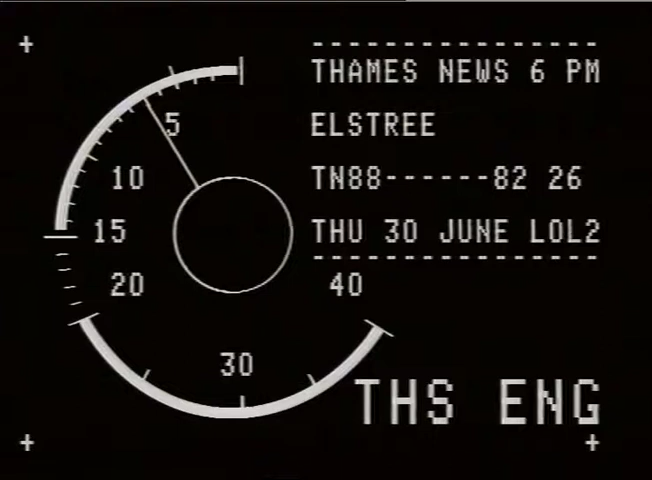 THAMES NEWS 6 PM
ELSTREE
TN88------82 26
THU 30 JUNE LOL2
5
10
15
20
30
40
THS ENG